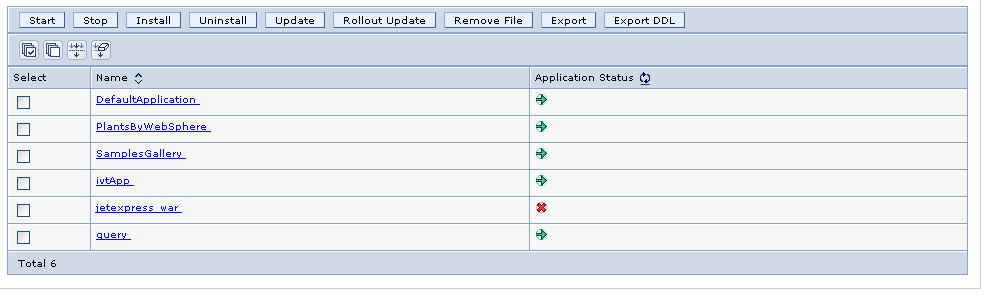 Start Stop Install Uninstall Update Rollout Update Remove File Export Export DDL
Select Name Application Status
DefaultApplication
PlantsByWebSphere
SamplesGallery
ivtApp
jetexpress_war
query
Total 6